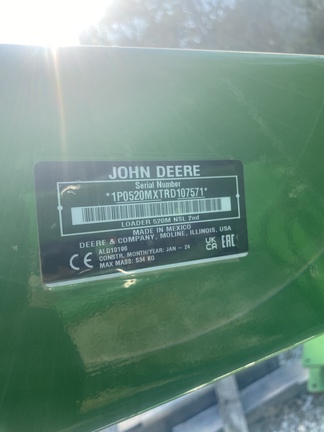 JOHN DEERE
Serial Number
*1P0520MXTRD107571*
LOADER 520M NSL 2nd
MADE IN MEXICO
DEERE & COMPANY, MOLINE, ILLINOIS, USA
ALD10106
CONSTR. MONTH/YEAR: JAN - 24
MAX MASS: 534 KG
CE
UK CA
EAC